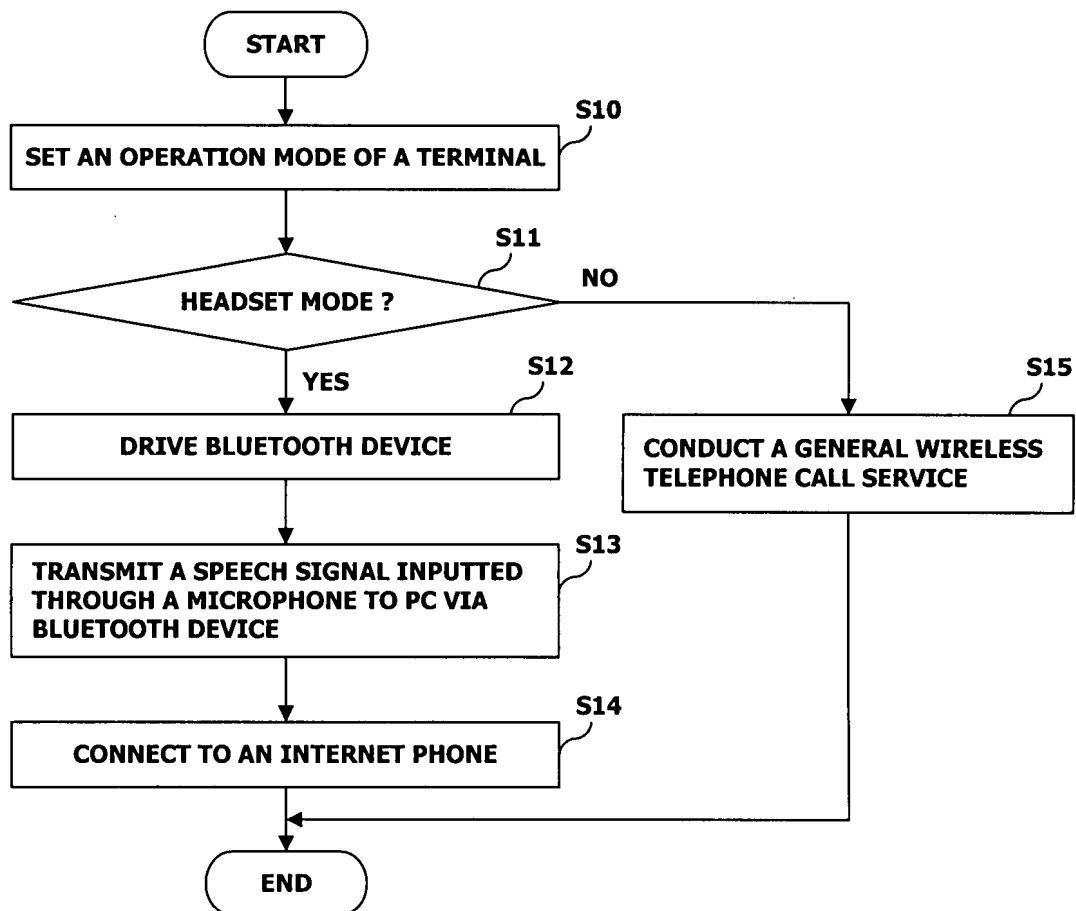 START
S10
SET AN OPERATION MODE OF A TERMINAL
S11
HEADSET MODE ?
NO
YES
S12
DRIVE BLUETOOTH DEVICE
S15
CONDUCT A GENERAL WIRELESS
TELEPHONE CALL SERVICE
S13
TRANSMIT A SPEECH SIGNAL INPUTTED
THROUGH A MICROPHONE TO PC VIA
BLUETOOTH DEVICE
S14
CONNECT TO AN INTERNET PHONE
END